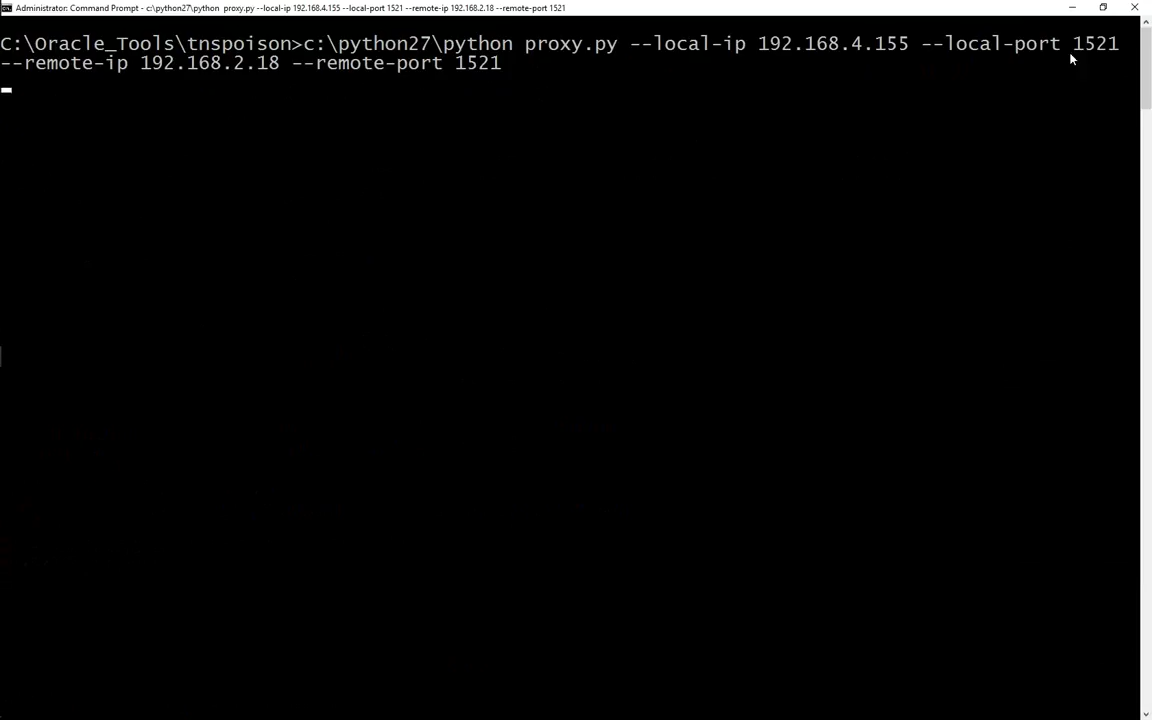 Administrator: Command Prompt - c:\python27\python proxy.py --local-ip 192.168.4.155 --local-port 1521 --remote-ip 192.168.2.18 --remote-port 1521
C:\Oracle_Tools\tnspoison>c:\python27\python proxy.py --local-ip 192.168.4.155 --local-port 1521
--remote-ip 192.168.2.18 --remote-port 1521